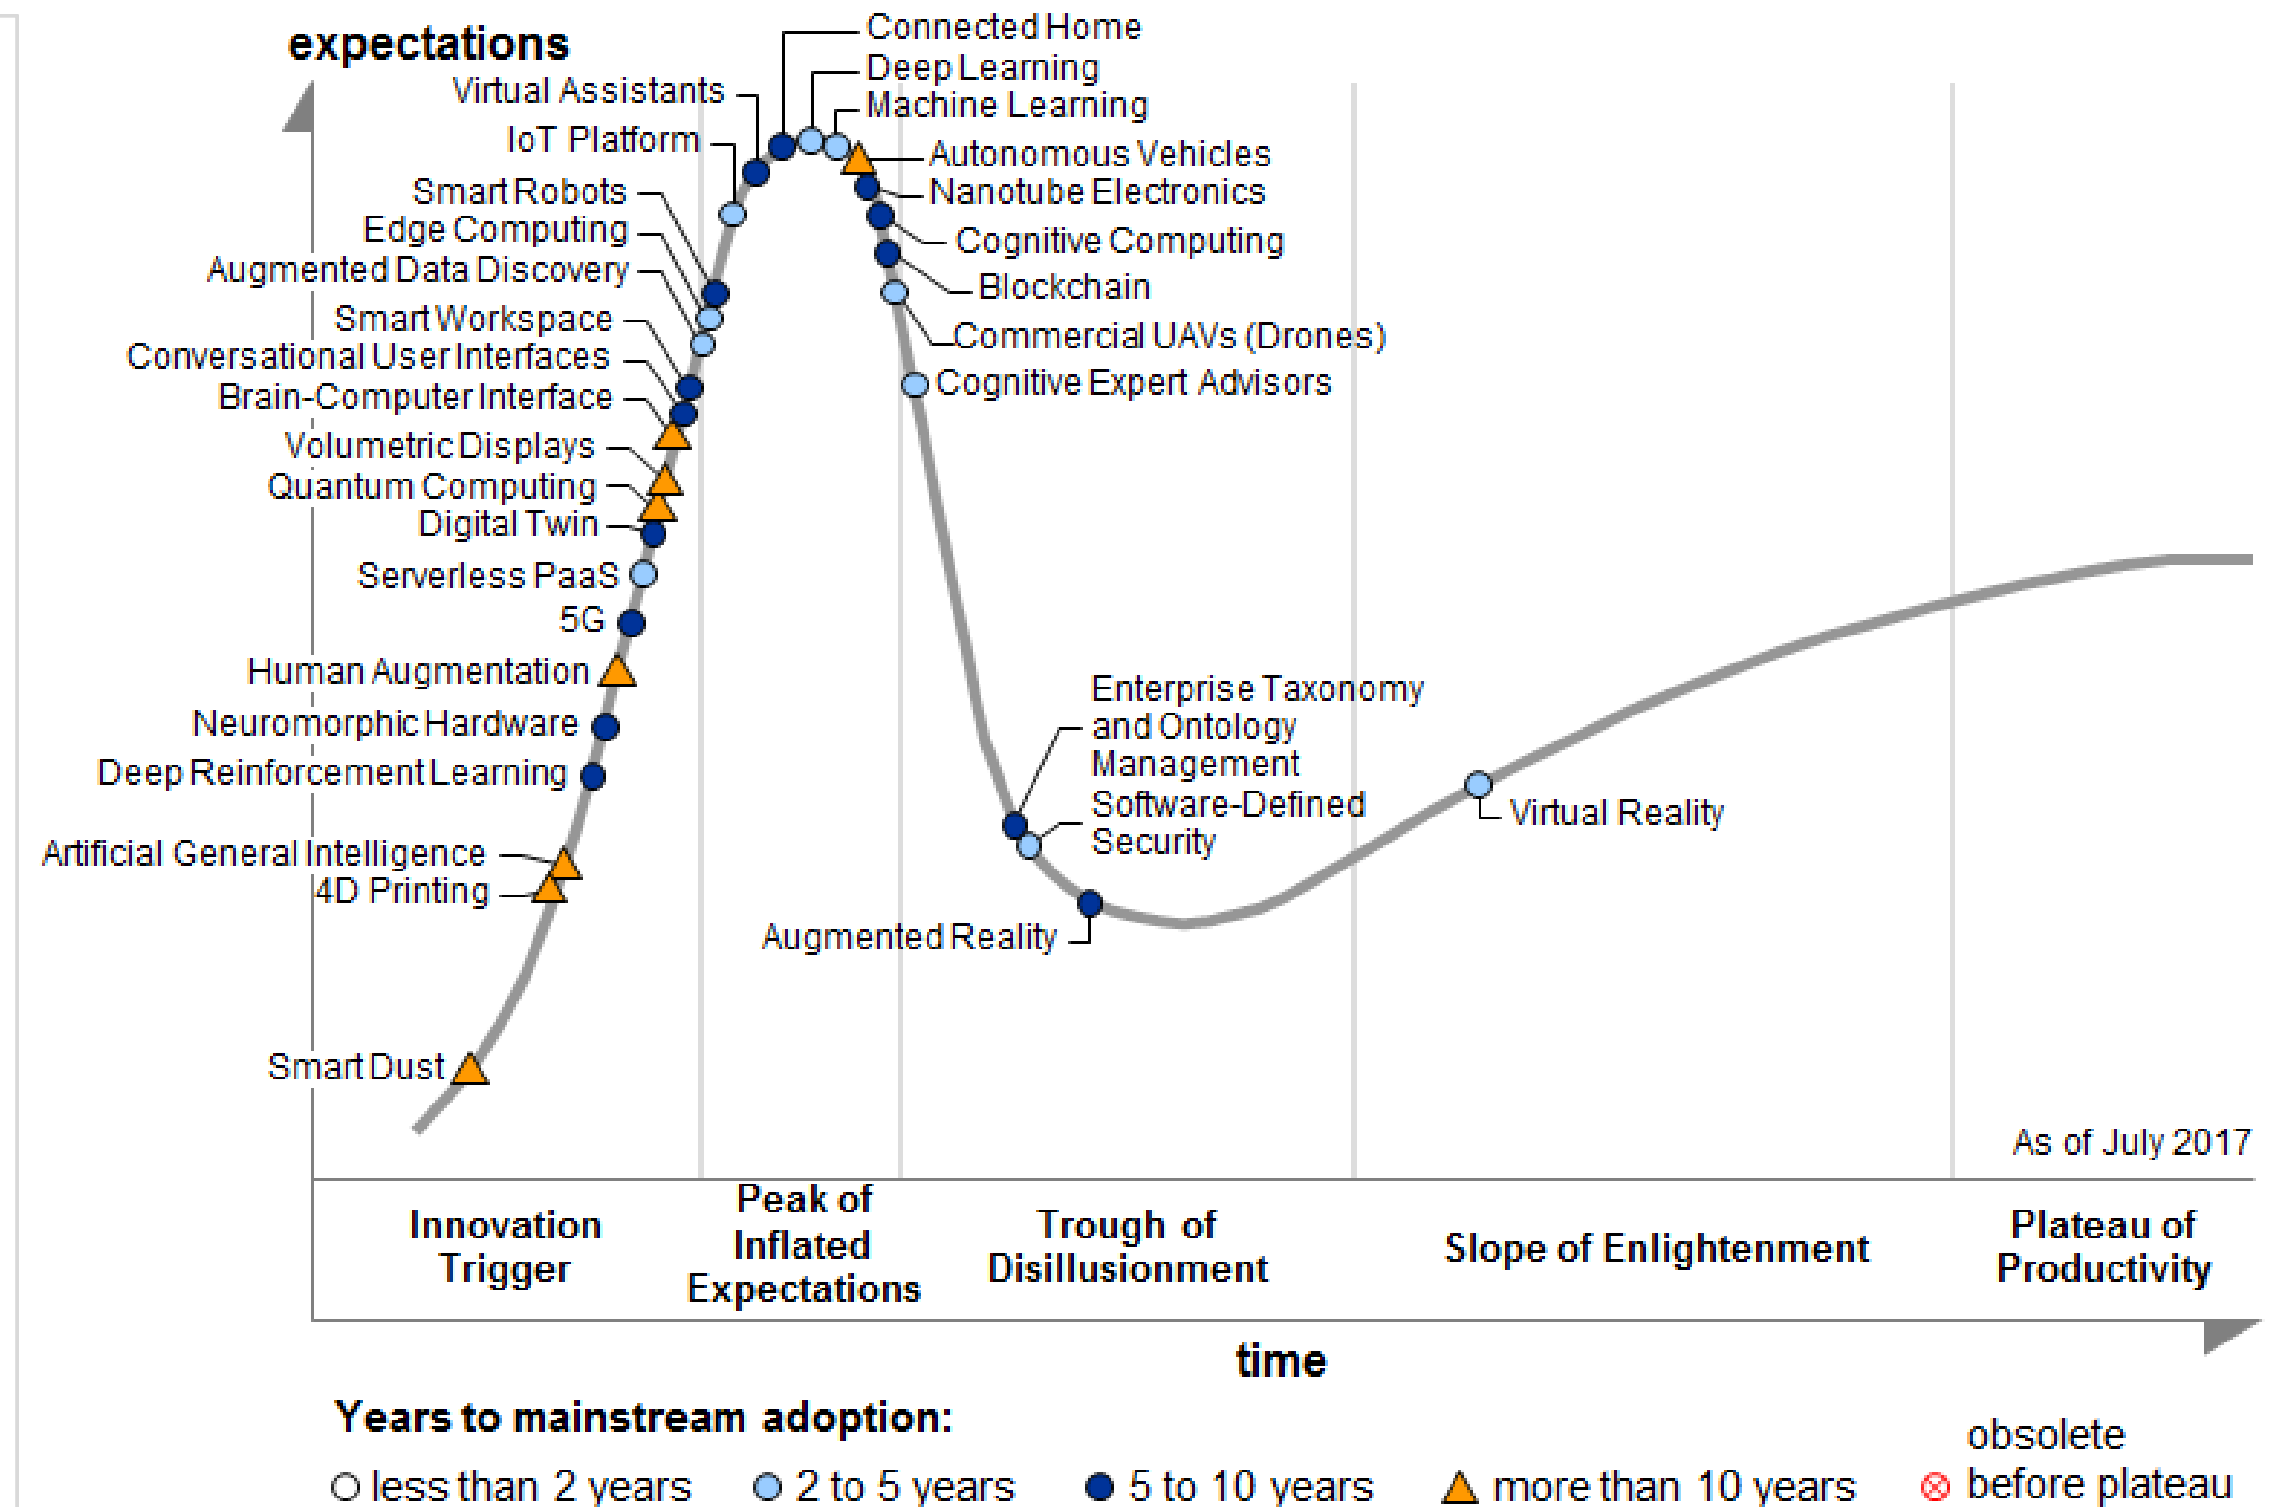 expectations
Connected Home
Deep Learning
Virtual Assistants
Machine Learning
IoT Platform
Autonomous Vehicles
Smart Robots
Nanotube Electronics
Edge Computing
Cognitive Computing
Augmented Data Discovery
Blockchain
Smart Workspace
Commercial UAVs (Drones)
Conversational User Interfaces
Cognitive Expert Advisors
Brain-Computer Interface
Volumetric Displays
Quantum Computing
Digital Twin
Serverless PaaS
5G
Human Augmentation
Neuromorphic Hardware
Deep Reinforcement Learning
Artificial General Intelligence
4D Printing
Smart Dust
Enterprise Taxonomy
and Ontology
Management
Software-Defined
Security
Augmented Reality
Virtual Reality
As of July 2017
Innovation
Trigger
Peak of
Inflated
Expectations
Trough of
Disillusionment
Slope of Enlightenment
Plateau of
Productivity
time
Years to mainstream adoption:
less than 2 years
2 to 5 years
5 to 10 years
more than 10 years
obsolete
before plateau